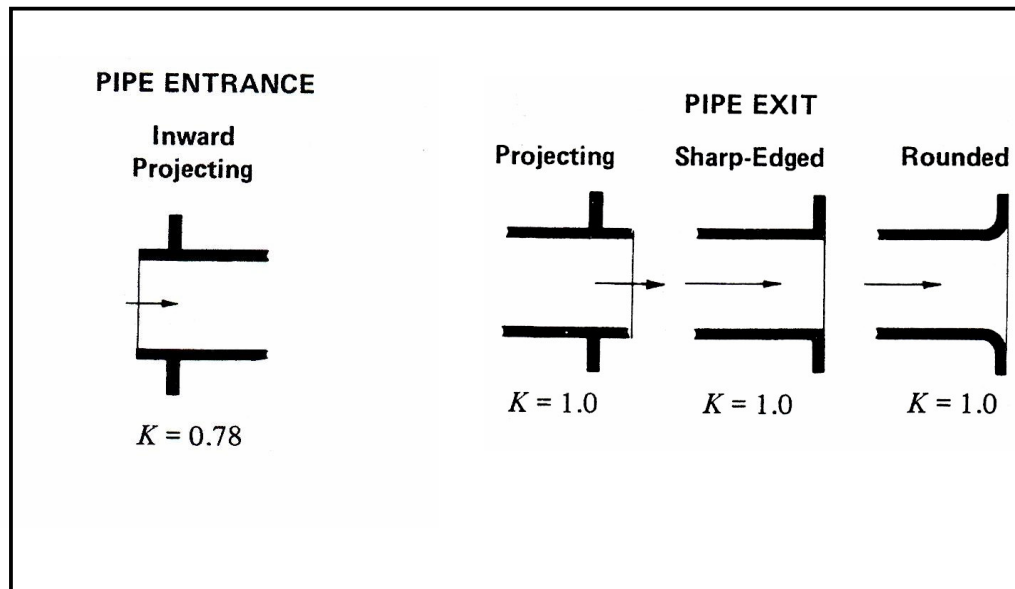 PIPE ENTRANCE
Inward
Projecting
K = 0.78
PIPE EXIT
Projecting
Sharp-Edged
Rounded
K = 1.0
K = 1.0
K = 1.0